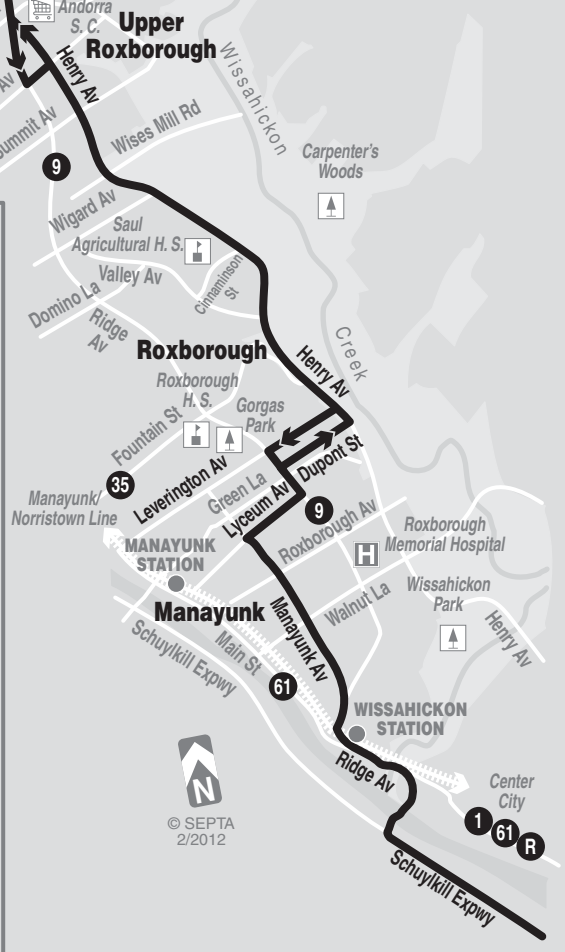 Andorra
S. C.
Upper
Roxborough
Henry Av
Av
Summit Av
Wissahickon
Wises Mill Rd
9
Carpenter's
Woods
Wigard Av
Saul
Agricultural H. S.
Valley Av
Cinnaminson
St
Domino La
Ridge
Av
Creek
Roxborough
Henry Av
Roxborough
H. S.
Gorgas
Park
Fountain St
35
Leverington Av
Dupont St
Green La
Lyceum Av
9
Manayunk/
Norristown Line
Roxborough Av
Roxborough
Memorial Hospital
H
MANAYUNK
STATION
Walnut La
Wissahickon
Park
Manayunk
Manayunk Av
Henry Av
Schuylkill Expwy
Main St
61
WISSAHICKON
STATION
Ridge Av
N
Center
City
© SEPTA
2/2012
1
61
R
Schuylkill Expwy